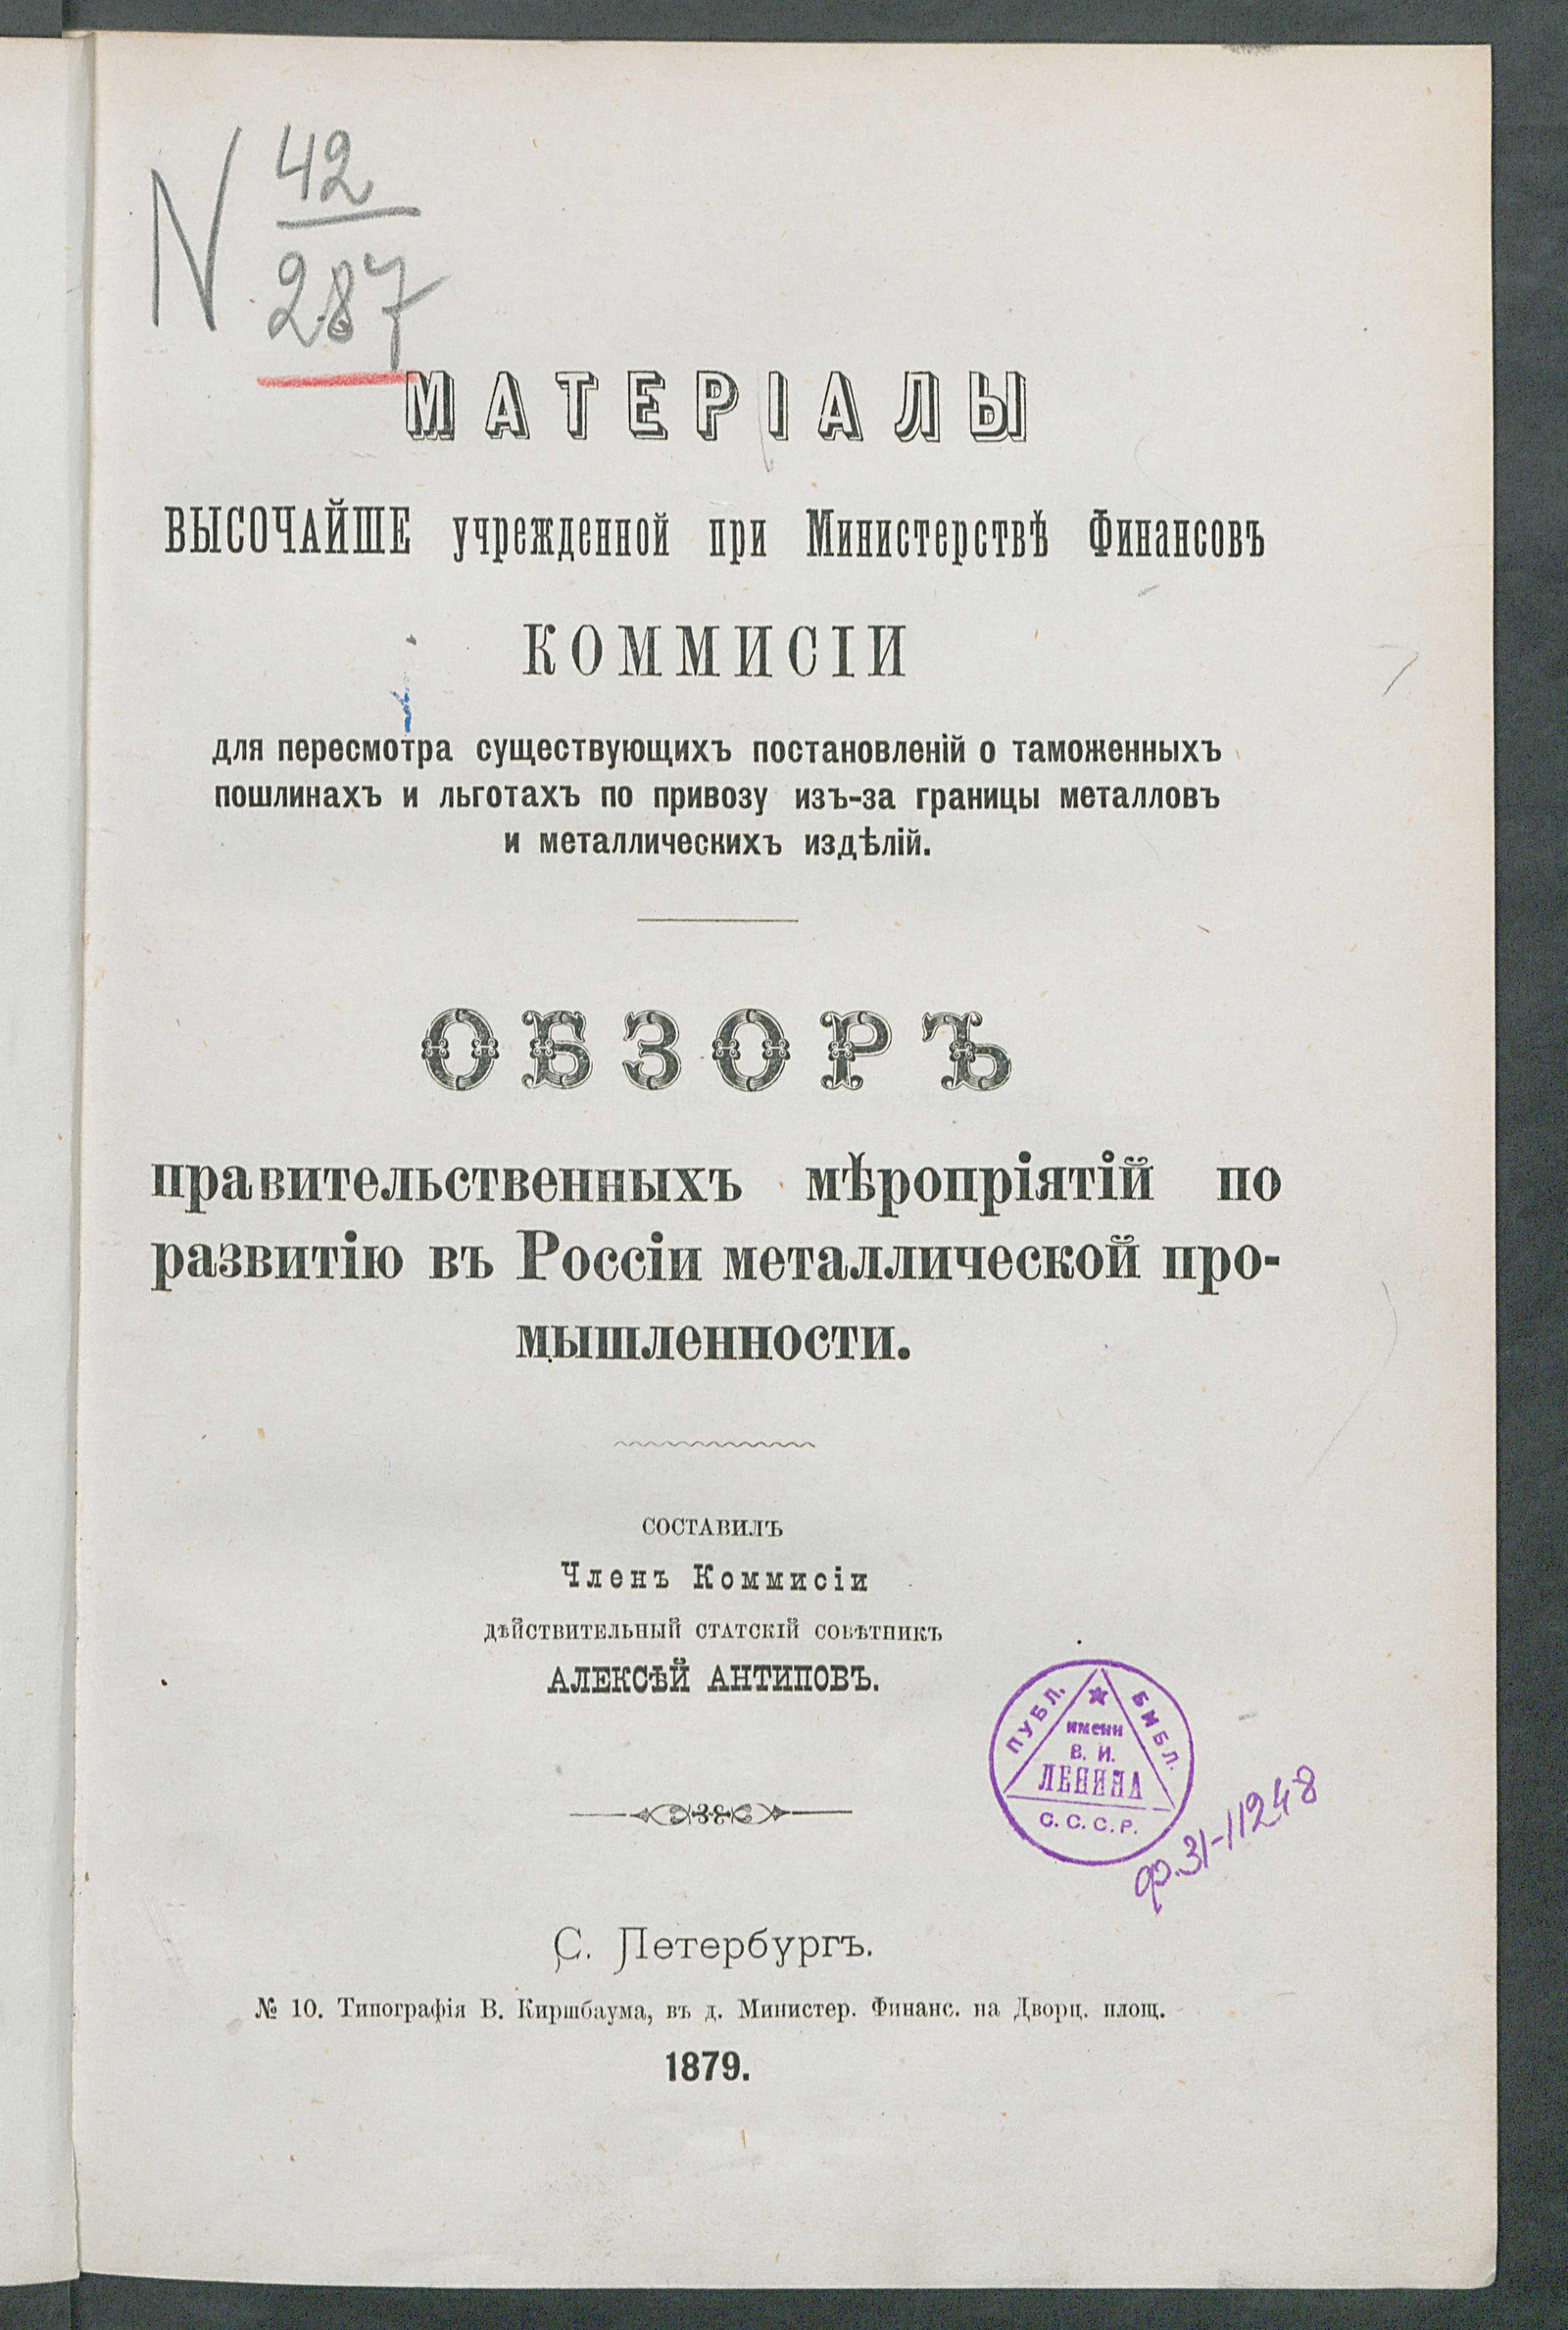 N 42
287
МАТЕРІАЛЫ
ВЫСОЧАЙШЕ учрежденной при Министерствѣ Финансовъ
КОММИСІИ
для пересмотра существующихъ постановленій о таможенныхъ
пошлинахъ и льготахъ по привозу изъ-за границы металловъ
и металлическихъ издѣлій.
ОБЗОРЪ
правительственныхъ мѣропріятій по
развитію въ Россіи металлической про-
мышленности.
СОСТАВИЛЪ
Членъ Коммисіи
ДѢЙСТВИТЕЛЬНЫЙ СТАТСКІЙ СОВѢТНИКЪ
АЛЕКСѢЙ АНТИПОВЪ.
ПУБЛ. БИБЛ.
имени
В. И.
ЛЕНИНА
С. С. С. Р.
ф. 31-11248
С. Петербургъ.
№ 10. Типографія В. Киршбаума, въ д. Министер. Финанс. на Дворц. площ.
1879.